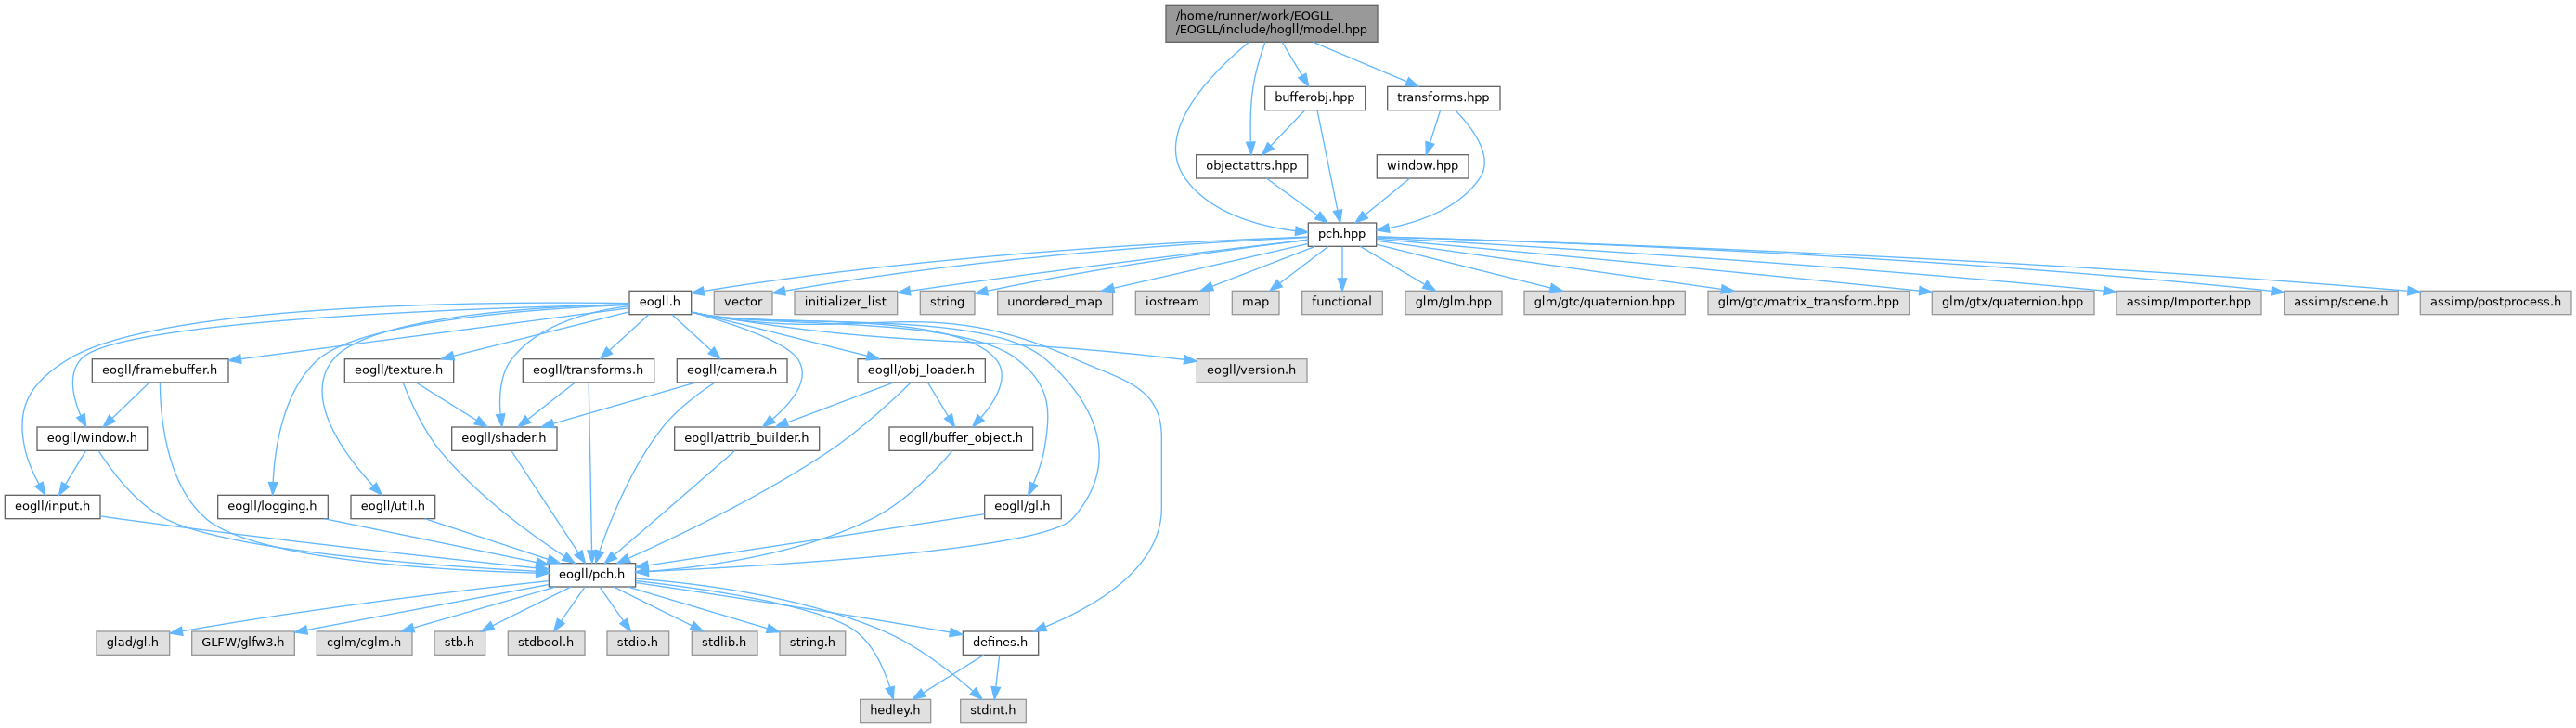 /home/runner/work/EOGLL
/EOGLL/include/hogll/model.hpp
bufferobj.hpp
transforms.hpp
objectattrs.hpp
window.hpp
pch.hpp
eogll.h
vector
initializer_list
string
unordered_map
iostream
map
functional
glm/glm.hpp
glm/gtc/quaternion.hpp
glm/gtc/matrix_transform.hpp
glm/gtx/quaternion.hpp
assimp/Importer.hpp
assimp/scene.h
assimp/postprocess.h
eogll/framebuffer.h
eogll/texture.h
eogll/transforms.h
eogll/camera.h
eogll/obj_loader.h
eogll/version.h
eogll/window.h
eogll/shader.h
eogll/attrib_builder.h
eogll/buffer_object.h
eogll/input.h
eogll/logging.h
eogll/util.h
eogll/gl.h
eogll/pch.h
glad/gl.h
GLFW/glfw3.h
cglm/cglm.h
stb.h
stdbool.h
stdio.h
stdlib.h
string.h
defines.h
hedley.h
stdint.h